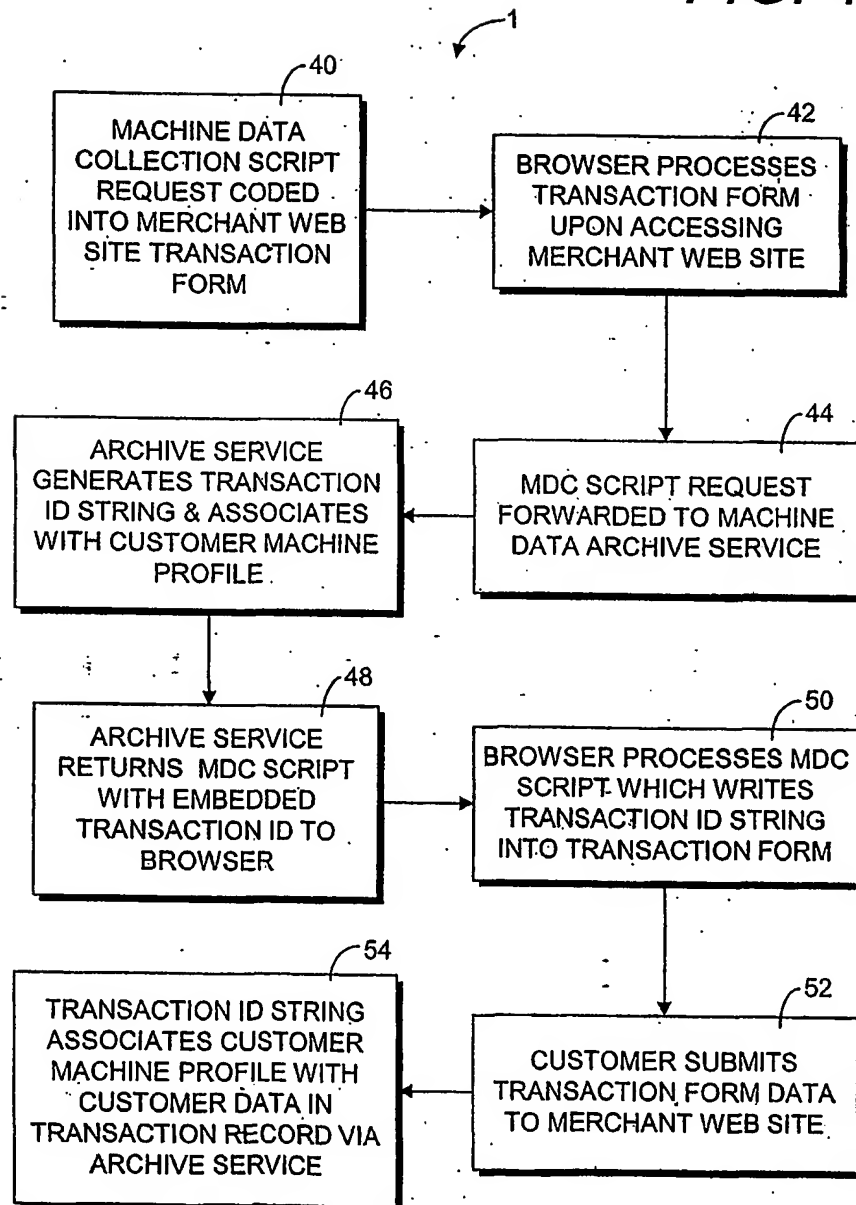 1
40
MACHINE DATA
COLLECTION SCRIPT
REQUEST CODED
INTO MERCHANT WEB
SITE TRANSACTION
FORM
42
BROWSER PROCESSES
TRANSACTION FORM
UPON ACCESSING
MERCHANT WEB SITE
44
MDC SCRIPT REQUEST
FORWARDED TO MACHINE
DATA ARCHIVE SERVICE
46
ARCHIVE SERVICE
GENERATES TRANSACTION
ID STRING & ASSOCIATES
WITH CUSTOMER MACHINE
PROFILE
48
ARCHIVE SERVICE
RETURNS MDC SCRIPT
WITH EMBEDDED
TRANSACTION ID TO
BROWSER
50
BROWSER PROCESSES MDC
SCRIPT WHICH WRITES
TRANSACTION ID STRING
INTO TRANSACTION FORM
52
CUSTOMER SUBMITS
TRANSACTION FORM DATA
TO MERCHANT WEB SITE
54
TRANSACTION ID STRING
ASSOCIATES CUSTOMER
MACHINE PROFILE WITH
CUSTOMER DATA IN
TRANSACTION RECORD VIA
ARCHIVE SERVICE